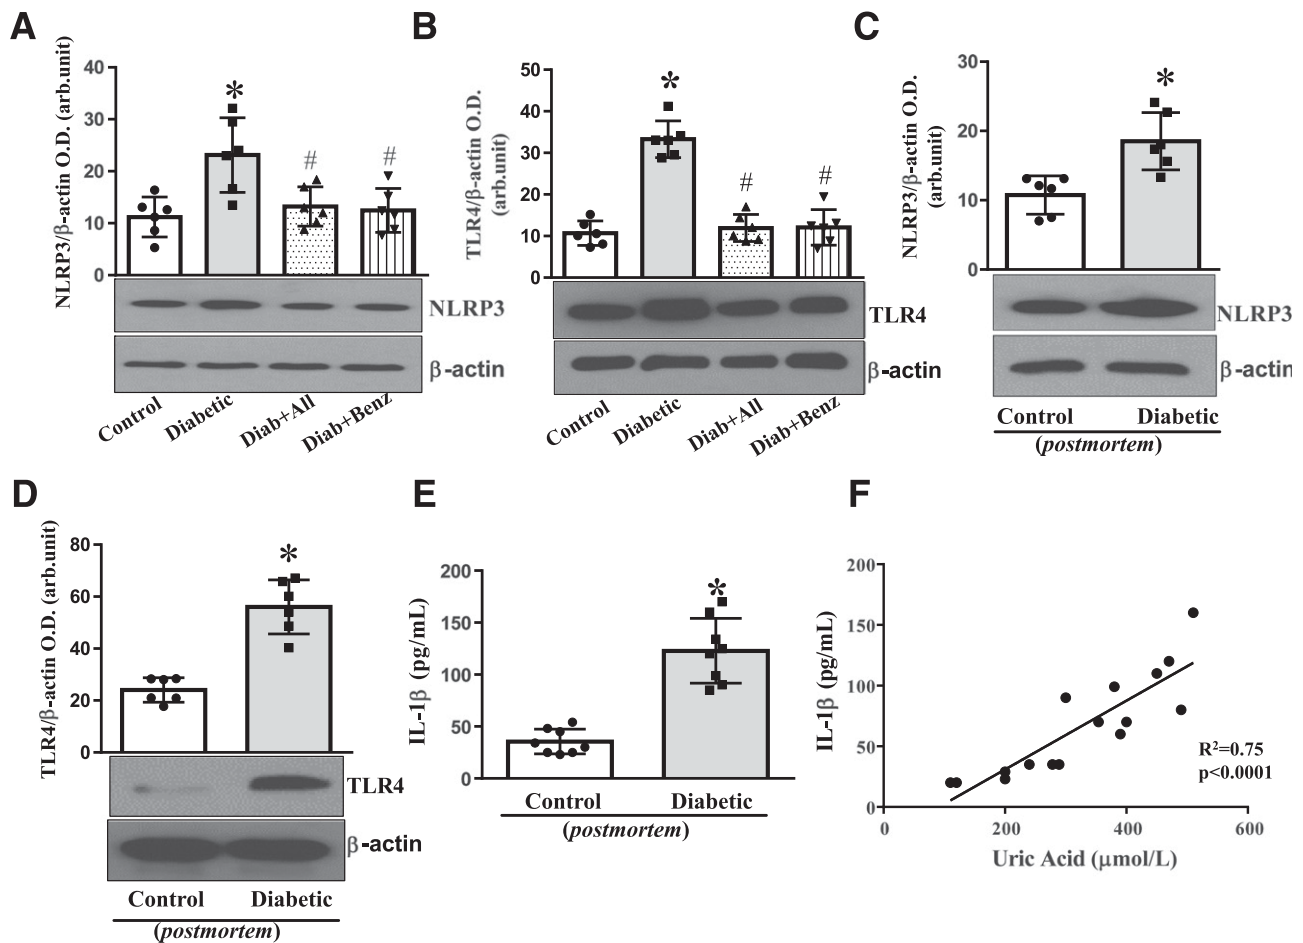 A
NLRP3/β-actin O.D. (arb.unit)
40
30
20
10
0
*
#
#
NLRP3
β-actin
Control
Diabetic
Diab+All
Diab+Benz
B
TLR4/β-actin O.D.
(arb.unit)
50
40
30
20
10
0
*
#
#
TLR4
β-actin
Control
Diabetic
Diab+All
Diab+Benz
C
NLRP3/β-actin O.D.
(arb.unit)
30
20
10
0
*
NLRP3
β-actin
Control
Diabetic
(postmortem)
D
TLR4/β-actin O.D. (arb.unit)
80
60
40
20
0
*
TLR4
β-actin
Control
Diabetic
(postmortem)
E
IL-1β (pg/mL)
200
150
100
50
0
*
Control
Diabetic
(postmortem)
F
IL-1β (pg/mL)
200
150
100
50
0
R²=0.75
p<0.0001
0
200
400
600
Uric Acid (μmol/L)